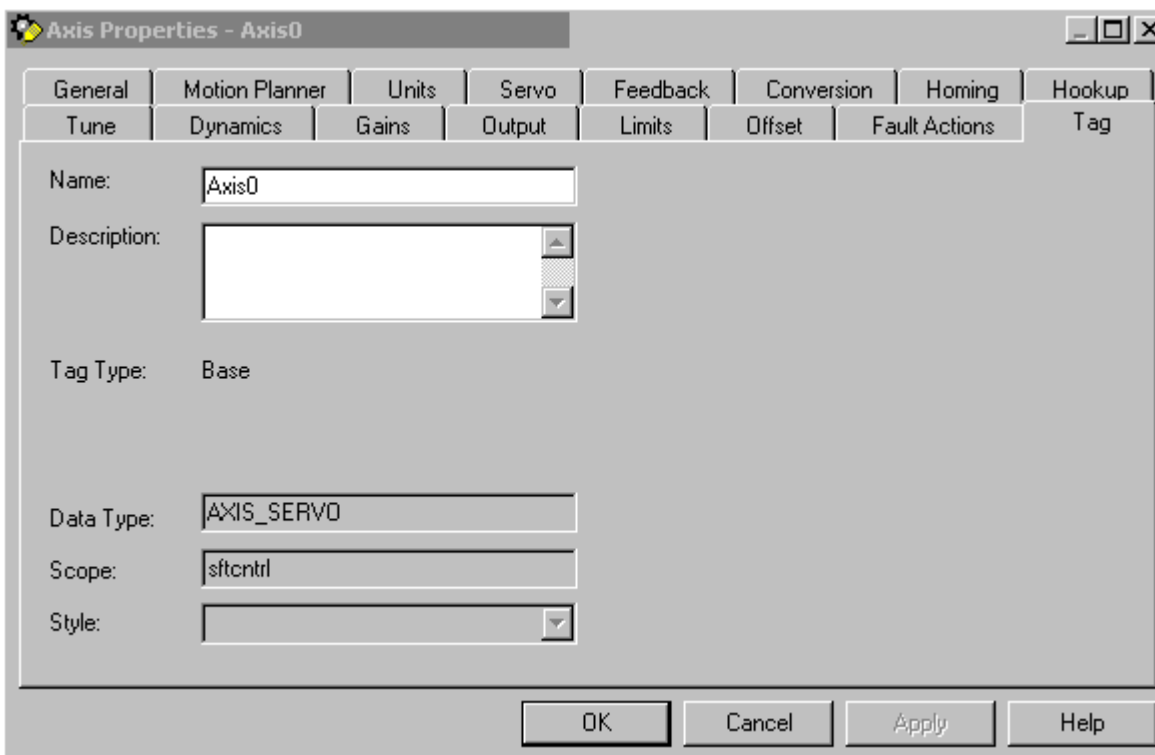 Axis Properties - Axis0
General Motion Planner Units Servo Feedback Conversion Homing Hookup
Tune Dynamics Gains Output Limits Offset Fault Actions Tag
Name: Axis0
Description:
Tag Type: Base
Data Type: AXIS_SERVO
Scope: sftcntrl
Style:
OK Cancel Apply Help